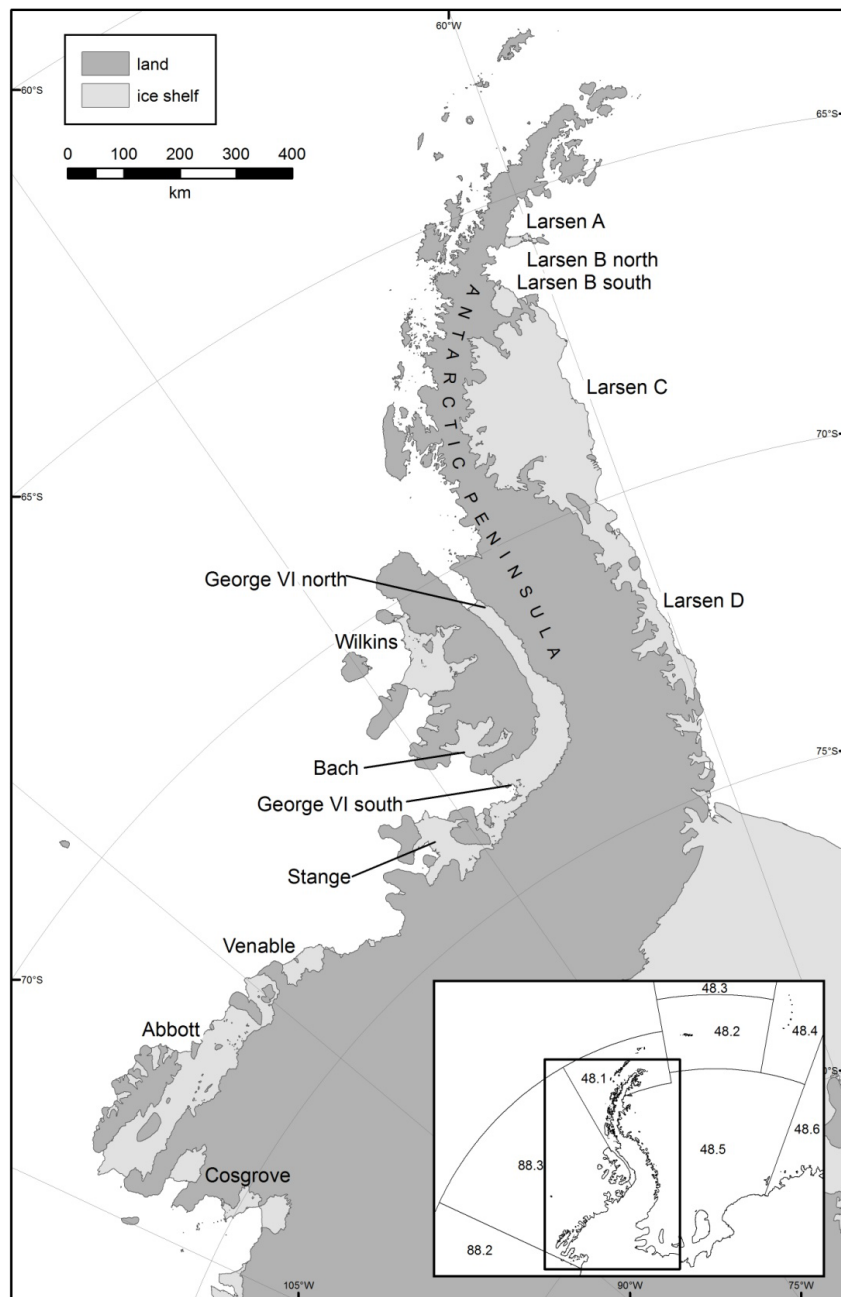 60°W
60°S
land
ice shelf
0 100 200 300 400
km
65°S
Larsen A
Larsen B north
Larsen B south
ANTARCTIC PENINSULA
Larsen C
70°S
65°S
George VI north
Larsen D
Wilkins
75°S
Bach
George VI south
Stange
Venable
70°S
Abbott
Cosgrove
48.3
48.2
48.4
48.1
48.6
48.5
88.3
88.2
105°W
90°W
75°W